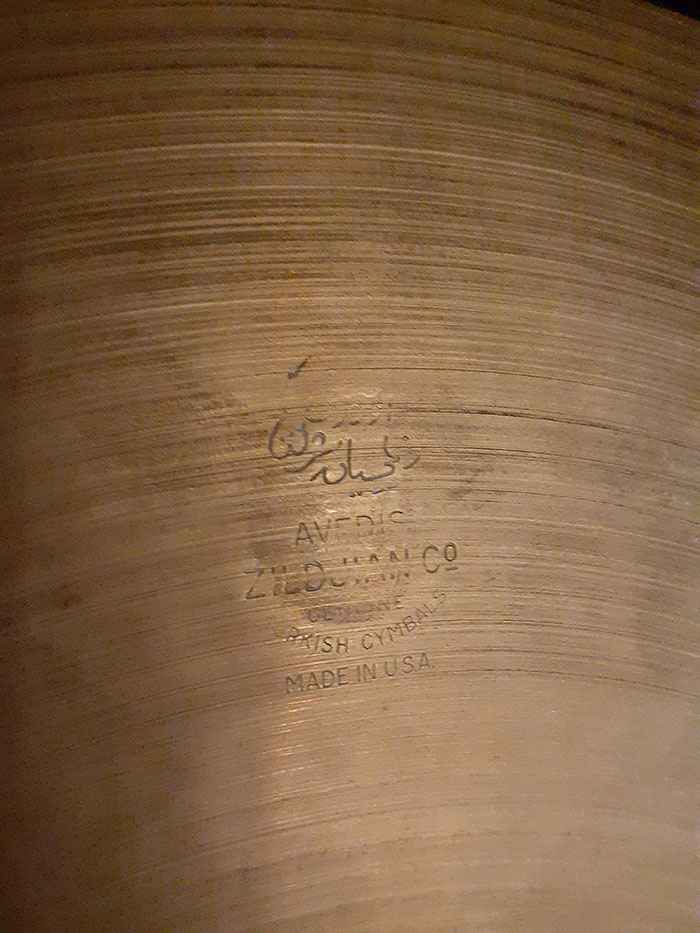 AVEDIS
ZILDJIAN Cº
GENUINE
TURKISH CYMBALS
MADE IN U.S.A.